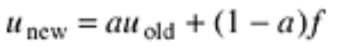 u_new = au_old + (1 − a)f